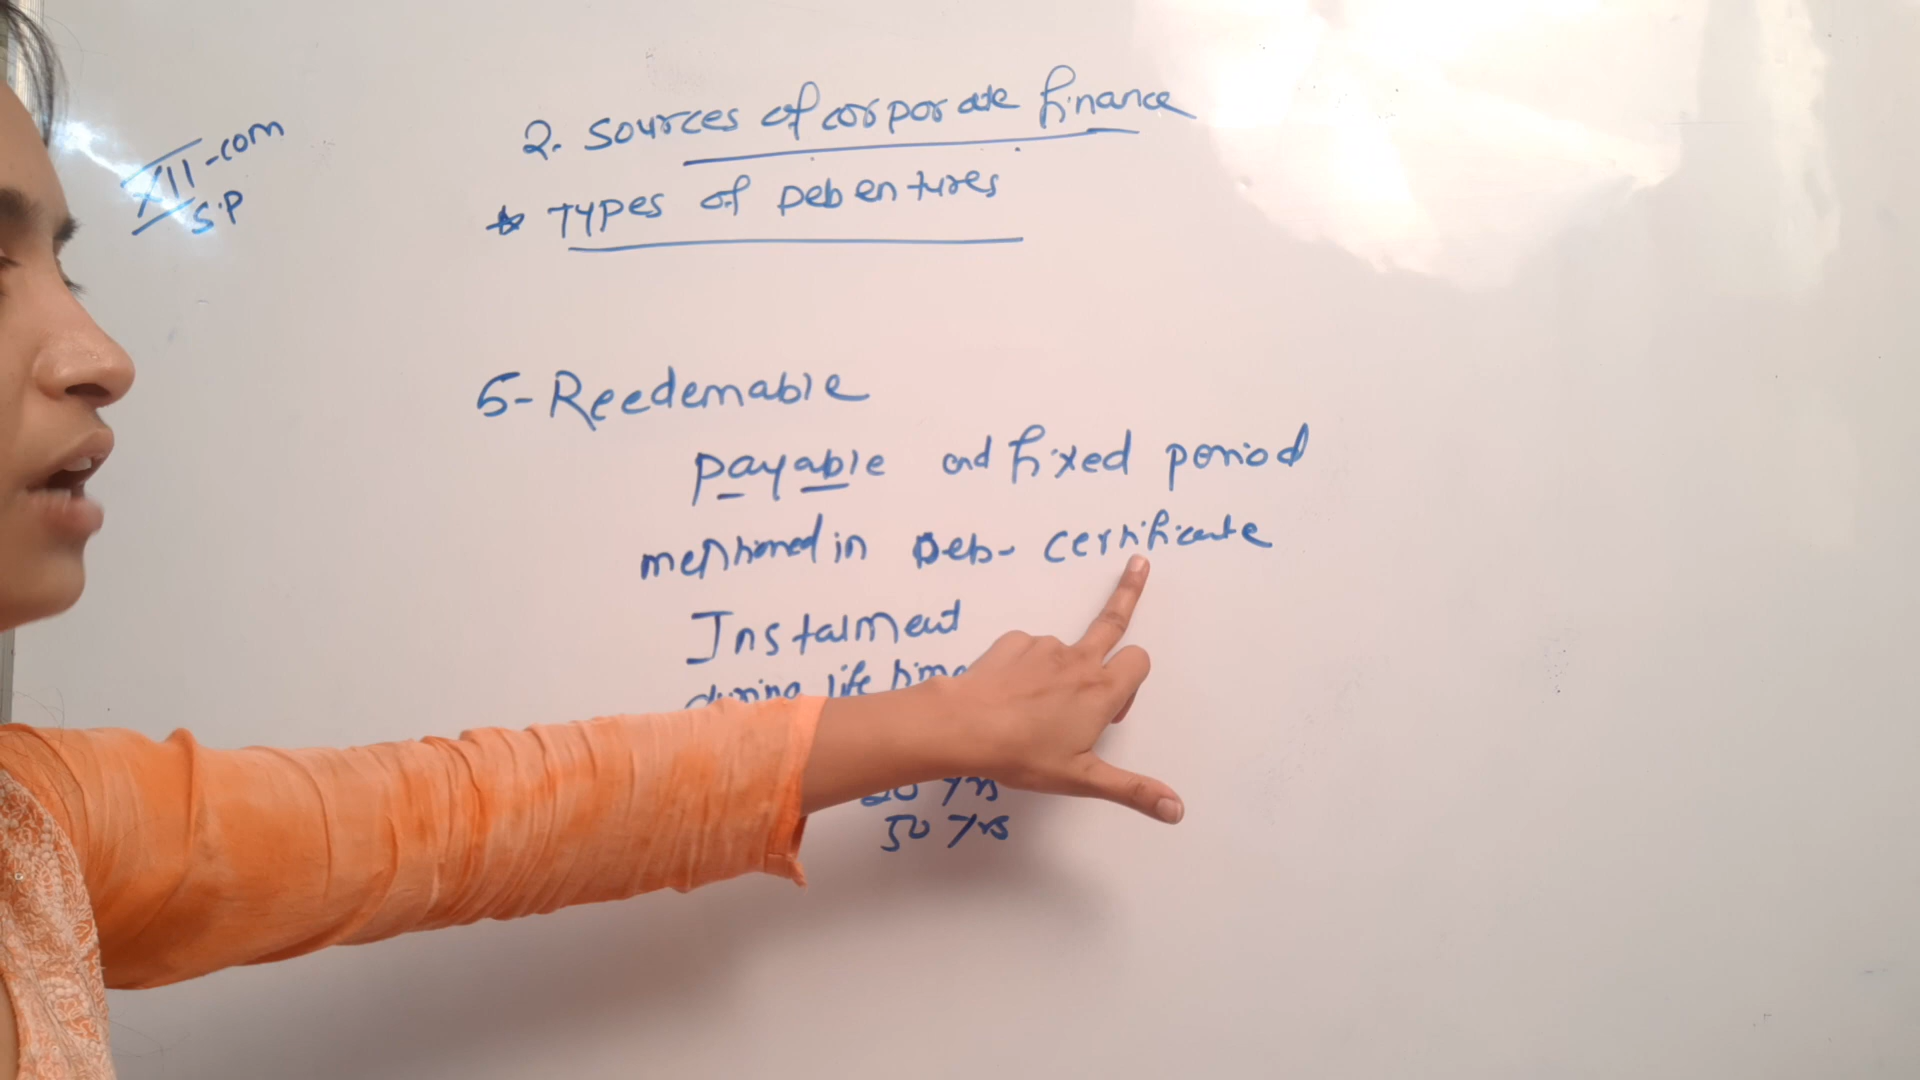 XII-com
S.P
2. Sources of corporate finance
* Types of Debentures
5-Reedemable
payable and fixed period
mentioned in Deb- certificate
Instalment
during life time
20 yrs
50 yrs